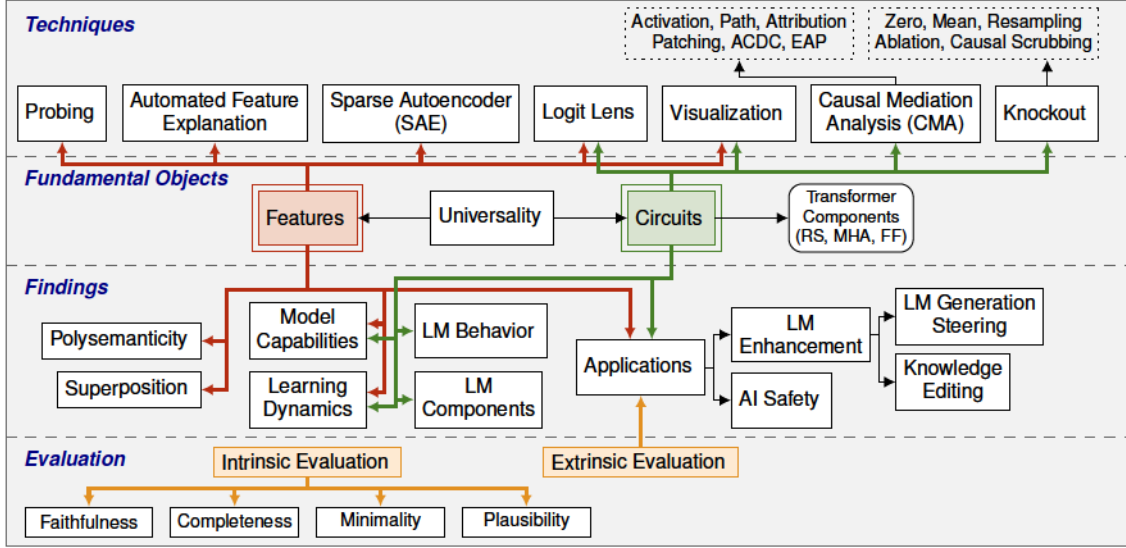 Techniques
Activation, Path, Attribution
Patching, ACDC, EAP
Zero, Mean, Resampling
Ablation, Causal Scrubbing
Probing
Automated Feature
Explanation
Sparse Autoencoder
(SAE)
Logit Lens
Visualization
Causal Mediation
Analysis (CMA)
Knockout
Fundamental Objects
Features
Universality
Circuits
Transformer
Components
(RS, MHA, FF)
Findings
Polysemanticity
Superposition
Model
Capabilities
Learning
Dynamics
LM Behavior
LM
Components
Applications
LM
Enhancement
AI Safety
LM Generation
Steering
Knowledge
Editing
Evaluation
Intrinsic Evaluation
Extrinsic Evaluation
Faithfulness
Completeness
Minimality
Plausibility